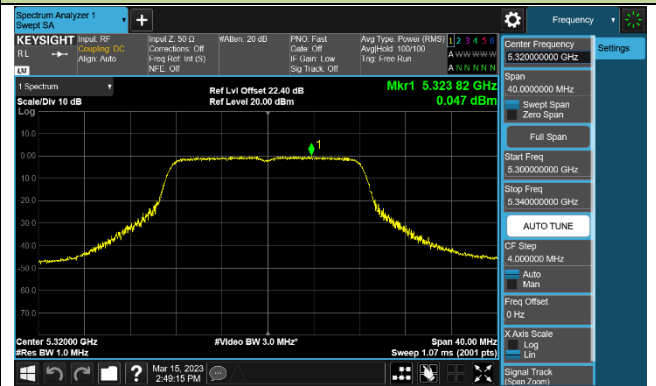 Spectrum Analyzer 1
Swept SA
+
Frequency
KEYSIGHT
RL
LXI
Input: RF
Coupling: DC
Align: Auto
Input Z: 50 Ω
Corrections: Off
Freq Ref: Int (S)
NFE: Off
#Atten: 20 dB
PNO: Fast
Gate: Off
IF Gain: Low
Sig Track: Off
Avg Type: Power (RMS)
Avg|Hold: 100/100
Trig: Free Run
1 2 3 4 5 6
A W W W W W
A N N N N N
1 Spectrum
Scale/Div 10 dB
Ref Lvl Offset 22.40 dB
Ref Level 20.00 dBm
Mkr1 5.323 82 GHz
0.047 dBm
Log
10.0
0.00
-10.0
-20.0
-30.0
-40.0
-50.0
-60.0
-70.0
1
Center 5.32000 GHz
#Res BW 1.0 MHz
#Video BW 3.0 MHz*
Span 40.00 MHz
Sweep 1.07 ms (2001 pts)
Mar 15, 2023
2:49:15 PM
?
Center Frequency
5.320000000 GHz
Settings
Span
40.0000000 MHz
Swept Span
Zero Span
Full Span
Start Freq
5.300000000 GHz
Stop Freq
5.340000000 GHz
AUTO TUNE
CF Step
4.000000 MHz
Auto
Man
Freq Offset
0 Hz
X Axis Scale
Log
Lin
Signal Track
(Span Zoom)